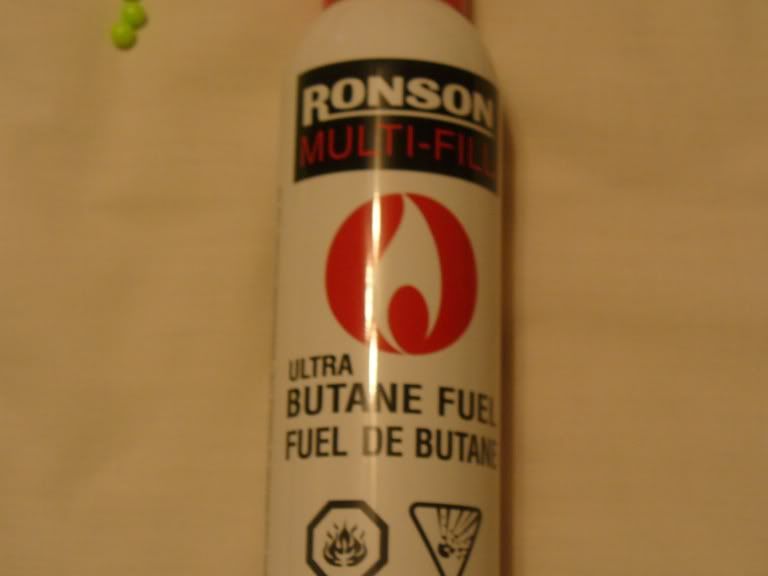 RONSON
MULTI-FILL
ULTRA
BUTANE FUEL
FUEL DE BUTANE